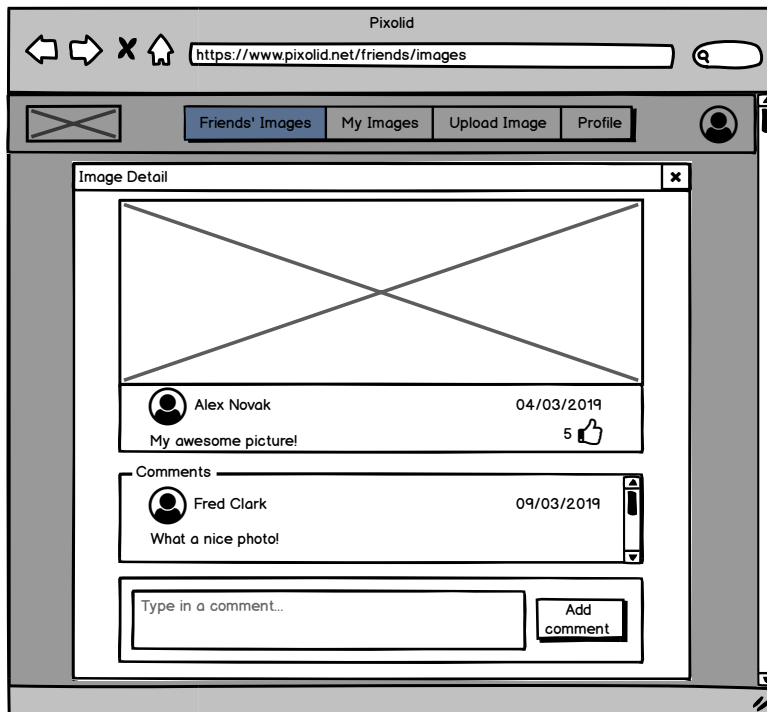 Pixolid
https://www.pixolid.net/friends/images
Friends' Images My Images Upload Image Profile
Image Detail
Alex Novak 04/03/2019
5
My awesome picture!
Comments
Fred Clark 09/03/2019
What a nice photo!
Type in a comment...
Add
comment